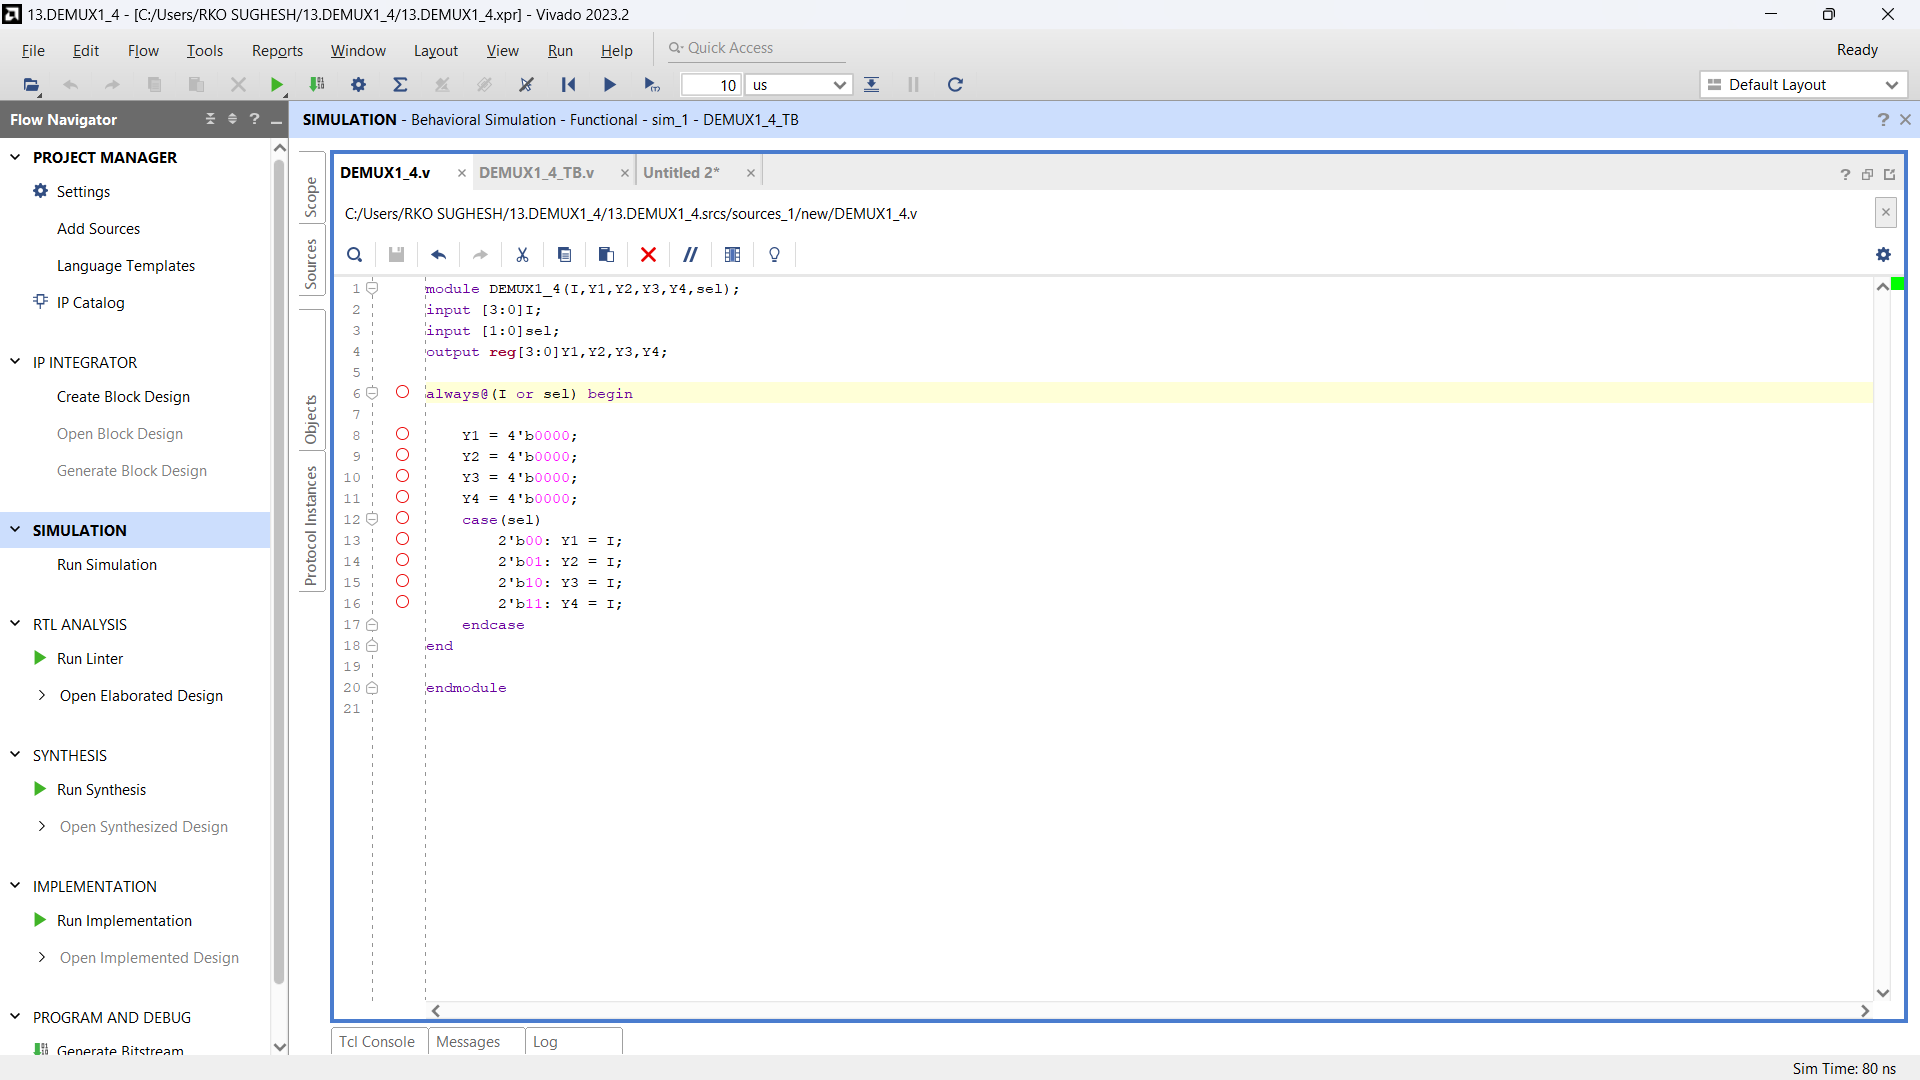 13.DEMUX1_4 - [C:/Users/RKO SUGHESH/13.DEMUX1_4/13.DEMUX1_4.xpr] - Vivado 2023.2
File Edit Flow Tools Reports Window Layout View Run Help Quick Access Ready
10 us Default Layout
Flow Navigator
SIMULATION - Behavioral Simulation - Functional - sim_1 - DEMUX1_4_TB
PROJECT MANAGER
Settings
Add Sources
Language Templates
IP Catalog
IP INTEGRATOR
Create Block Design
Open Block Design
Generate Block Design
SIMULATION
Run Simulation
RTL ANALYSIS
Run Linter
Open Elaborated Design
SYNTHESIS
Run Synthesis
Open Synthesized Design
IMPLEMENTATION
Run Implementation
Open Implemented Design
PROGRAM AND DEBUG
Generate Bitstream
Scope
Sources
Objects
Protocol Instances
DEMUX1_4.v DEMUX1_4_TB.v Untitled 2*
C:/Users/RKO SUGHESH/13.DEMUX1_4/13.DEMUX1_4.srcs/sources_1/new/DEMUX1_4.v
1 module DEMUX1_4(I,Y1,Y2,Y3,Y4,sel);
2 input [3:0]I;
3 input [1:0]sel;
4 output reg[3:0]Y1,Y2,Y3,Y4;
5
6 always@(I or sel) begin
7
8 Y1 = 4'b0000;
9 Y2 = 4'b0000;
10 Y3 = 4'b0000;
11 Y4 = 4'b0000;
12 case(sel)
13 2'b00: Y1 = I;
14 2'b01: Y2 = I;
15 2'b10: Y3 = I;
16 2'b11: Y4 = I;
17 endcase
18 end
19
20 endmodule
21
Tcl Console Messages Log
Sim Time: 80 ns